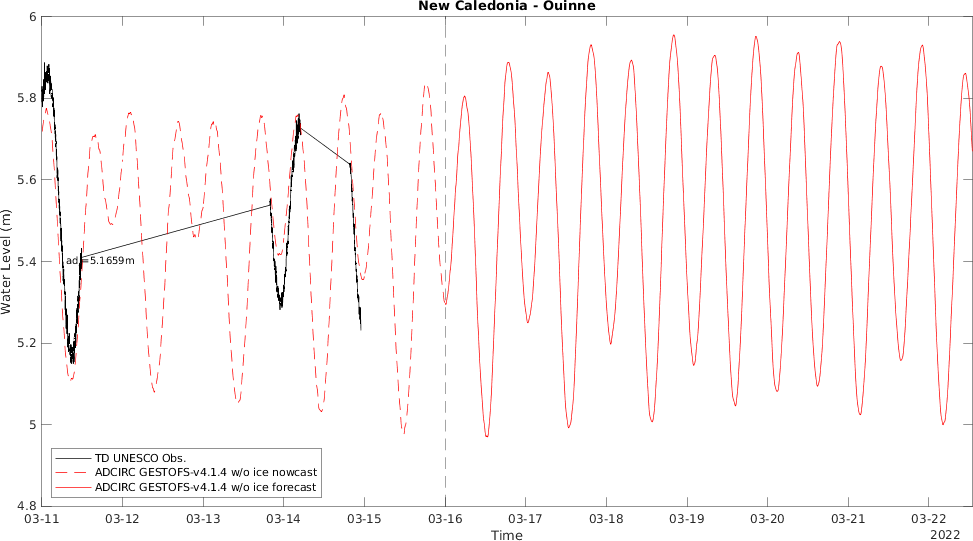 New Caledonia - Ouinne
6
5.8
5.6
5.4
5.2
5
4.8
Water Level (m)
adj=5.1659m
TD UNESCO Obs.
ADCIRC GESTOFS-v4.1.4 w/o ice nowcast
ADCIRC GESTOFS-v4.1.4 w/o ice forecast
03-11 03-12 03-13 03-14 03-15 03-16 03-17 03-18 03-19 03-20 03-21 03-22
Time
2022